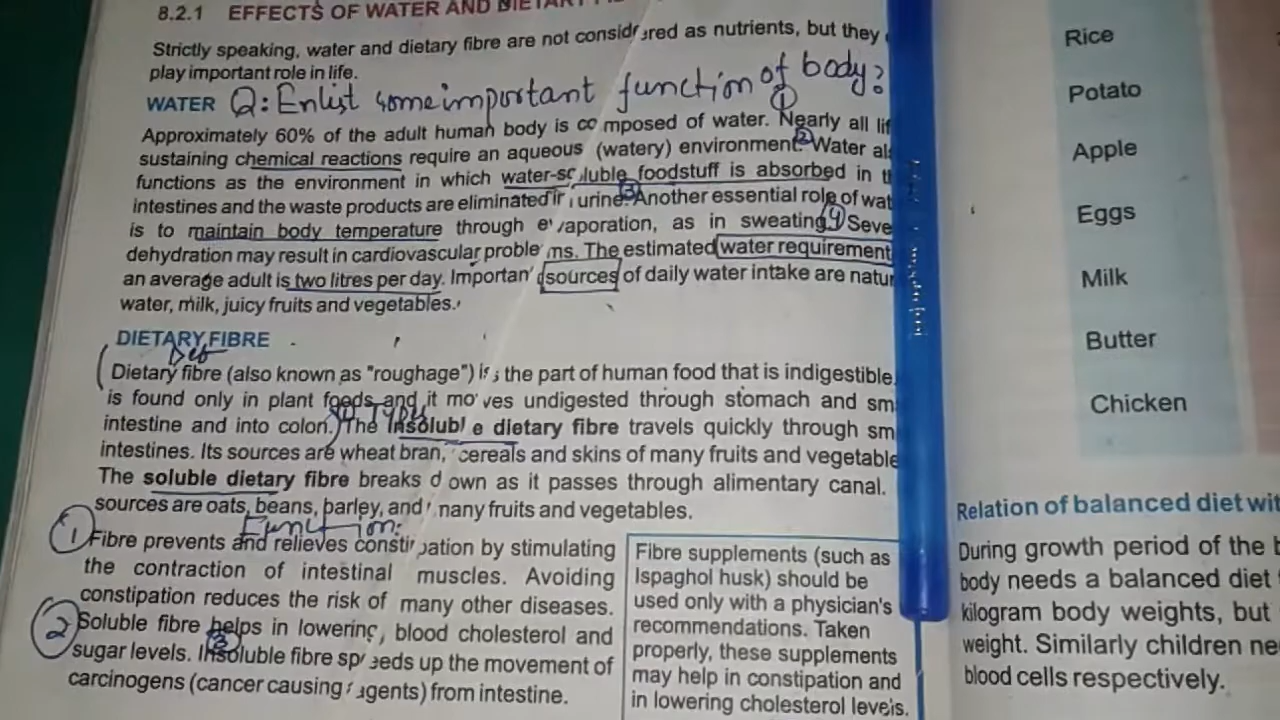 8.2.1 EFFECTS OF WATER AND DIETARY
Strictly speaking, water and dietary fibre are not considered as nutrients, but they
play important role in life.
WATER Q: Enlist some important function of body?
1
Approximately 60% of the adult human body is composed of water. Nearly all lif
sustaining chemical reactions require an aqueous (watery) environment. 2 Water als
functions as the environment in which water-soluble foodstuff is absorbed in th
intestines and the waste products are eliminated in urine. 3 Another essential role of wat
is to maintain body temperature through evaporation, as in sweating. 4 Seve
dehydration may result in cardiovascular problems. The estimated water requirement
an average adult is two litres per day. Important sources of daily water intake are natur
water, milk, juicy fruits and vegetables.
DIETARY FIBRE
Def
(Dietary fibre (also known as "roughage") is the part of human food that is indigestible.
is found only in plant foods and it moves undigested through stomach and sm
intestine and into colon.) The insoluble dietary fibre travels quickly through sm
intestines. Its sources are wheat bran, cereals and skins of many fruits and vegetable
The soluble dietary fibre breaks down as it passes through alimentary canal.
sources are oats, beans, barley, and many fruits and vegetables.
Function:
1 Fibre prevents and relieves constipation by stimulating
the contraction of intestinal muscles. Avoiding
constipation reduces the risk of many other diseases.
2 Soluble fibre helps in lowering blood cholesterol and
sugar levels. Insoluble fibre speeds up the movement of
carcinogens (cancer causing agents) from intestine.
Fibre supplements (such as
Ispaghol husk) should be
used only with a physician's
recommendations. Taken
properly, these supplements
may help in constipation and
in lowering cholesterol levels.
Rice
Potato
Apple
Eggs
Milk
Butter
Chicken
Relation of balanced diet wit
During growth period of the b
body needs a balanced diet
kilogram body weights, but
weight. Similarly children ne
blood cells respectively.